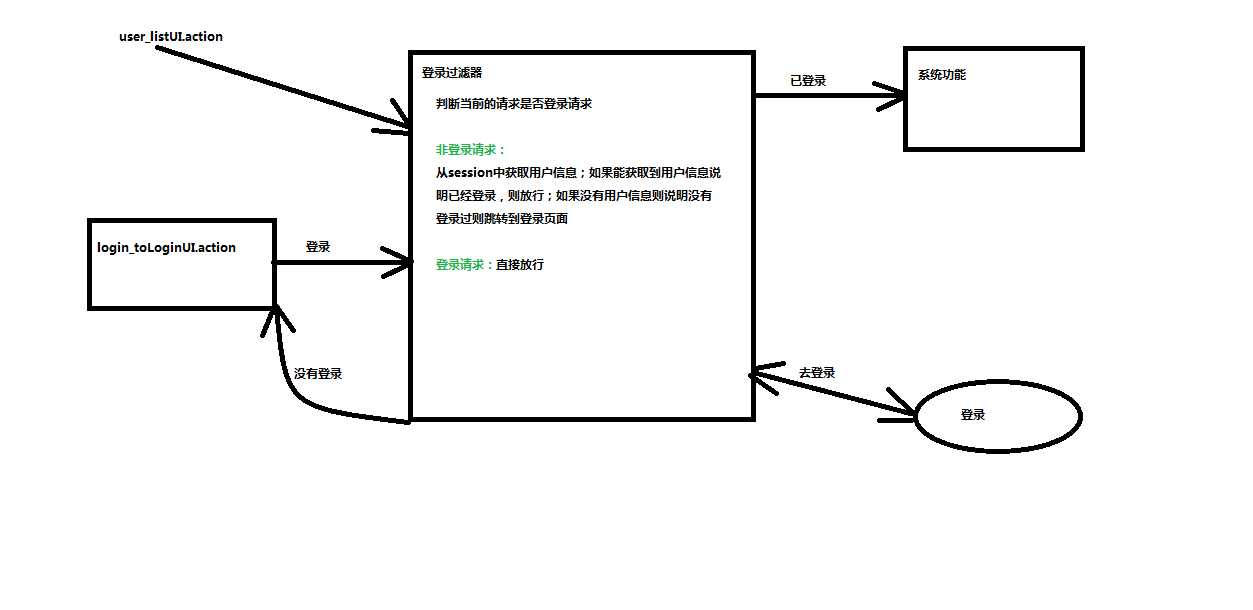 user_listUI.action
登录过滤器
判断当前的请求是否登录请求
非登录请求：
从session中获取用户信息；如果能获取到用户信息说
明已经登录，则放行；如果没有用户信息则说明没有
登录过则跳转到登录页面
登录请求：直接放行
已登录
系统功能
login_toLoginUI.action
登录
没有登录
去登录
登录